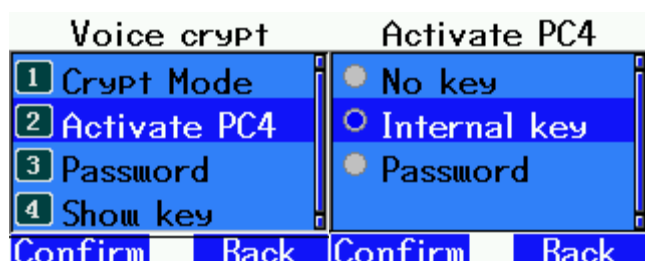 Voice crypt
1 Crypt Mode
2 Activate PC4
3 Password
4 Show key
Confirm Back
Activate PC4
No key
Internal key
Password
Confirm Back